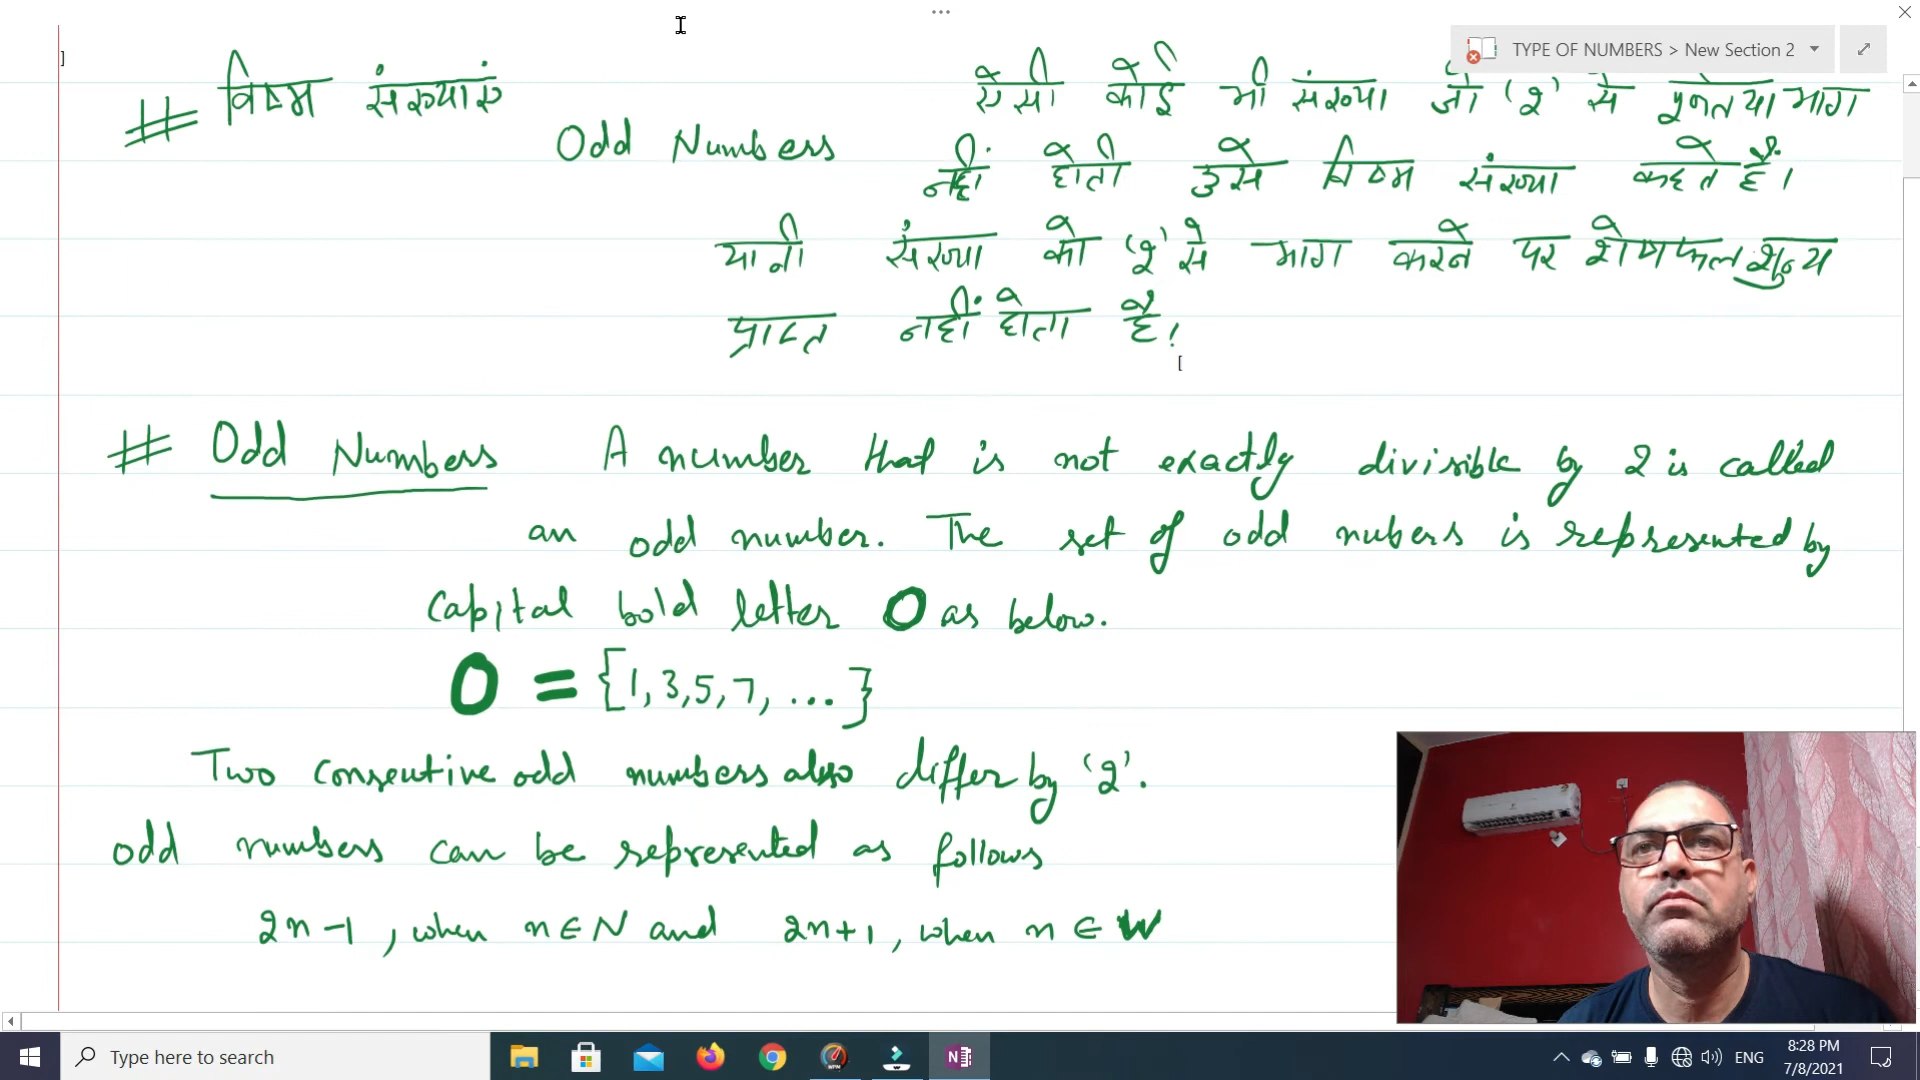 TYPE OF NUMBERS > New Section 2
# विषम संख्याएं
Odd Numbers
ऐसी कोई भी संख्या जो '2' से पूर्णतया भाग
नहीं होती उसे विषम संख्या कहते हैं।
यानी संख्या को '2' से भाग करने पर शेषफल शून्य
प्राप्त नहीं होता है।
# Odd Numbers A number that is not exactly divisible by 2 is called
an odd number. The set of odd nubers is represented by
capital bold letter O as below.
O = {1, 3, 5, 7, ...}
Two consentive odd numbers also differ by '2'.
odd numbers can be represented as follows
2n-1, when n ∈ N and 2n+1, when n ∈ W
Type here to search
ENG
8:28 PM
7/8/2021